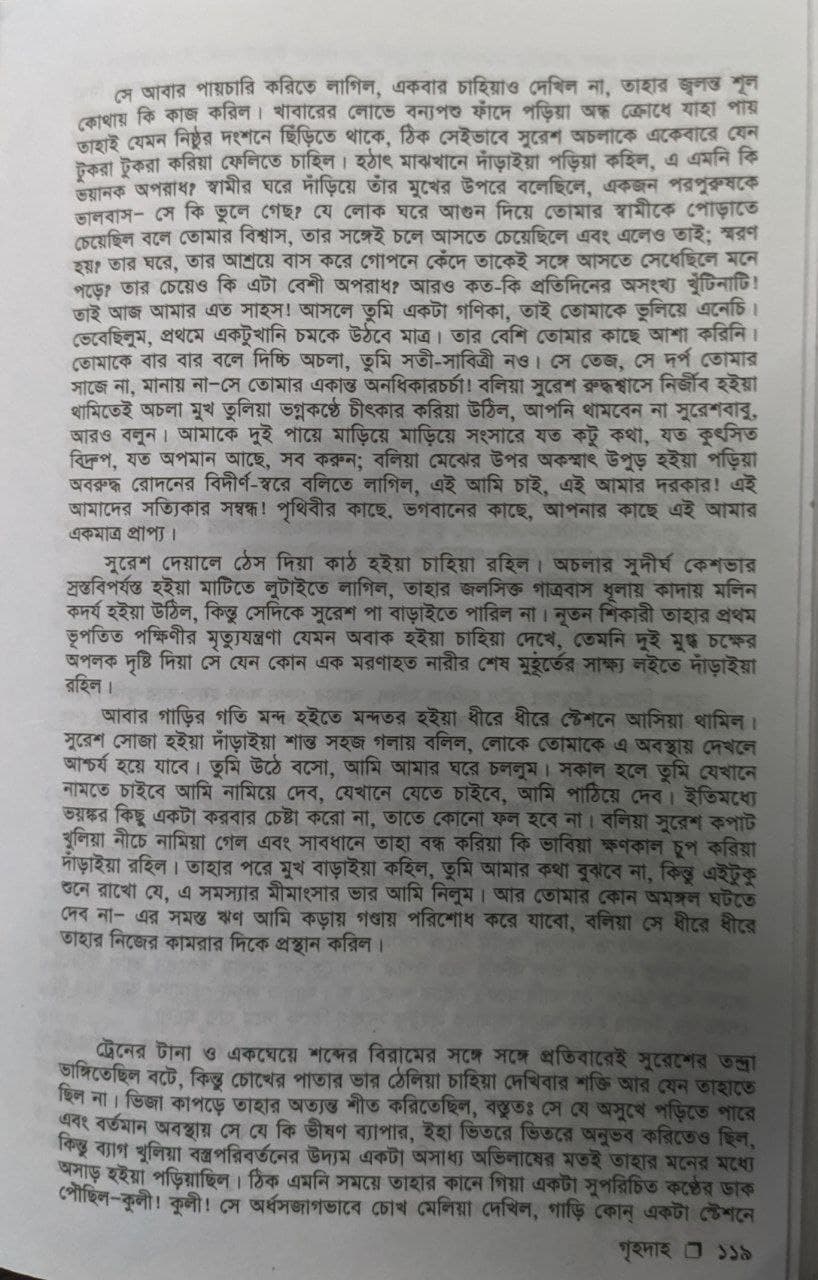 সে আবার পায়চারি করিতে লাগিল, একবার চাহিয়াও দেখিল না, তাহার জ্বলন্ত শূল
কোথায় কি কাজ করিল। খাবারের লোভে বন্যপশু ফাঁদে পড়িয়া অন্ধ ক্রোধে যাহা পায়
তাহাই যেমন নিষ্ঠুর দংশনে ছিঁড়িতে থাকে, ঠিক সেইভাবে সুরেশ অচলাকে একেবারে যেন
টুকরা টুকরা করিয়া ফেলিতে চাহিল। হঠাৎ মাঝখানে দাঁড়াইয়া পড়িয়া কহিল, এ এমনি কি
ভয়ানক অপরাধ? স্বামীর ঘরে দাঁড়িয়ে তাঁর মুখের উপরে বলেছিলে, একজন পরপুরুষকে
ভালবাস– সে কি ভুলে গেছ? যে লোক ঘরে আগুন দিয়ে তোমার স্বামীকে পোড়াতে
চেয়েছিল বলে তোমার বিশ্বাস, তার সঙ্গেই চলে আসতে চেয়েছিলে এবং এলেও তাই; স্মরণ
হয়? তার ঘরে, তার আশ্রয়ে বাস করে গোপনে কেঁদে তাকেই সঙ্গে আসতে সেধেছিলে মনে
পড়ে? তার চেয়েও কি এটা বেশী অপরাধ? আরও কত-কি প্রতিদিনের অসংখ্য খুঁটিনাটি!
তাই আজ আমার এত সাহস! আসলে তুমি একটা গণিকা, তাই তোমাকে ভুলিয়ে এনেচি।
ভেবেছিলুম, প্রথমে একটুখানি চমকে উঠবে মাত্র। তার বেশি তোমার কাছে আশা করিনি।
তোমাকে বার বার বলে দিচ্চি অচলা, তুমি সতী-সাবিত্রী নও। সে তেজ, সে দর্প তোমার
সাজে না, মানায় না–সে তোমার একান্ত অনধিকারচর্চা! বলিয়া সুরেশ রুদ্ধশ্বাসে নির্জীব হইয়া
থামিতেই অচলা মুখ তুলিয়া ভগ্নকণ্ঠে চীৎকার করিয়া উঠিল, আপনি থামবেন না সুরেশবাবু,
আরও বলুন। আমাকে দুই পায়ে মাড়িয়ে মাড়িয়ে সংসারে যত কটু কথা, যত কুৎসিত
বিদ্রুপ, যত অপমান আছে, সব করুন; বলিয়া মেঝের উপর অকস্মাৎ উপুড় হইয়া পড়িয়া
অবরুদ্ধ রোদনের বিদীর্ণ-স্বরে বলিতে লাগিল, এই আমি চাই, এই আমার দরকার! এই
আমাদের সত্যিকার সম্বন্ধ! পৃথিবীর কাছে, ভগবানের কাছে, আপনার কাছে এই আমার
একমাত্র প্রাপ্য।
সুরেশ দেয়ালে ঠেস দিয়া কাঠ হইয়া চাহিয়া রহিল। অচলার সুদীর্ঘ কেশভার
স্রস্তবিপর্যস্ত হইয়া মাটিতে লুটাইতে লাগিল, তাহার জলসিক্ত গাত্রবাস ধূলায় কাদায় মলিন
কদর্য হইয়া উঠিল, কিন্তু সেদিকে সুরেশ পা বাড়াইতে পারিল না। নূতন শিকারী তাহার প্রথম
ভূপতিত পক্ষিণীর মৃত্যুযন্ত্রণা যেমন অবাক হইয়া চাহিয়া দেখে, তেমনি দুই মুগ্ধ চক্ষের
অপলক দৃষ্টি দিয়া সে যেন কোন এক মরণাহত নারীর শেষ মুহূর্তের সাক্ষ্য লইতে দাঁড়াইয়া
রহিল।
আবার গাড়ির গতি মন্দ হইতে মন্দতর হইয়া ধীরে ধীরে স্টেশনে আসিয়া থামিল।
সুরেশ সোজা হইয়া দাঁড়াইয়া শান্ত সহজ গলায় বলিল, লোকে তোমাকে এ অবস্থায় দেখলে
আশ্চর্য হয়ে যাবে। তুমি উঠে বসো, আমি আমার ঘরে চললুম। সকাল হলে তুমি যেখানে
নামতে চাইবে আমি নামিয়ে দেব, যেখানে যেতে চাইবে, আমি পাঠিয়ে দেব। ইতিমধ্যে
ভয়ঙ্কর কিছু একটা করবার চেষ্টা করো না, তাতে কোনো ফল হবে না। বলিয়া সুরেশ কপাট
খুলিয়া নীচে নামিয়া গেল এবং সাবধানে তাহা বন্ধ করিয়া কি ভাবিয়া ক্ষণকাল চুপ করিয়া
দাঁড়াইয়া রহিল। তাহার পরে মুখ বাড়াইয়া কহিল, তুমি আমার কথা বুঝবে না, কিন্তু এইটুকু
শুনে রাখো যে, এ সমস্যার মীমাংসার ভার আমি নিলুম। আর তোমার কোন অমঙ্গল ঘটতে
দেব না– এর সমস্ত ঋণ আমি কড়ায় গণ্ডায় পরিশোধ করে যাবো, বলিয়া সে ধীরে ধীরে
তাহার নিজের কামরার দিকে প্রস্থান করিল।
ট্রেনের টানা ও একঘেয়ে শব্দের বিরামের সঙ্গে সঙ্গে প্রতিবারেই সুরেশের তন্দ্রা
ভাঙ্গিতেছিল বটে, কিন্তু চোখের পাতার ভার ঠেলিয়া চাহিয়া দেখিবার শক্তি আর যেন তাহাতে
ছিল না। ভিজা কাপড়ে তাহার অত্যন্ত শীত করিতেছিল, বস্তুতঃ সে যে অসুখে পড়িতে পারে
এবং বর্তমান অবস্থায় সে যে কি ভীষণ ব্যাপার, ইহা ভিতরে ভিতরে অনুভব করিতেও ছিল,
কিন্তু ব্যাগ খুলিয়া বস্ত্রপরিবর্তনের উদ্যম একটা অসাধ্য অভিলাষের মতই তাহার মনের মধ্যে
অসাড় হইয়া পড়িয়াছিল। ঠিক এমনি সময়ে তাহার কানে গিয়া একটা সুপরিচিত কণ্ঠের ডাক
পৌঁছিল–কুলী! কুলী! সে অর্ধসজাগভাবে চোখ মেলিয়া দেখিল, গাড়ি কোন্ একটা স্টেশনে
গৃহদাহ ❐ ১১৯